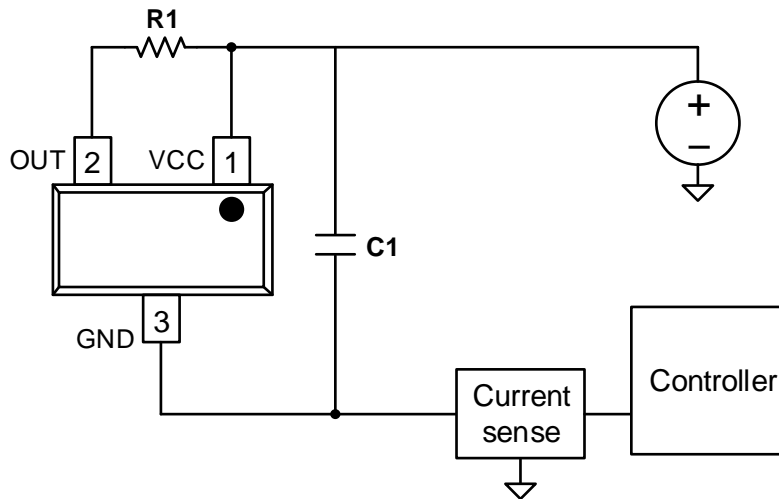 R1
OUT 2 VCC 1
+
–
C1
3
GND
Current
sense
Controller